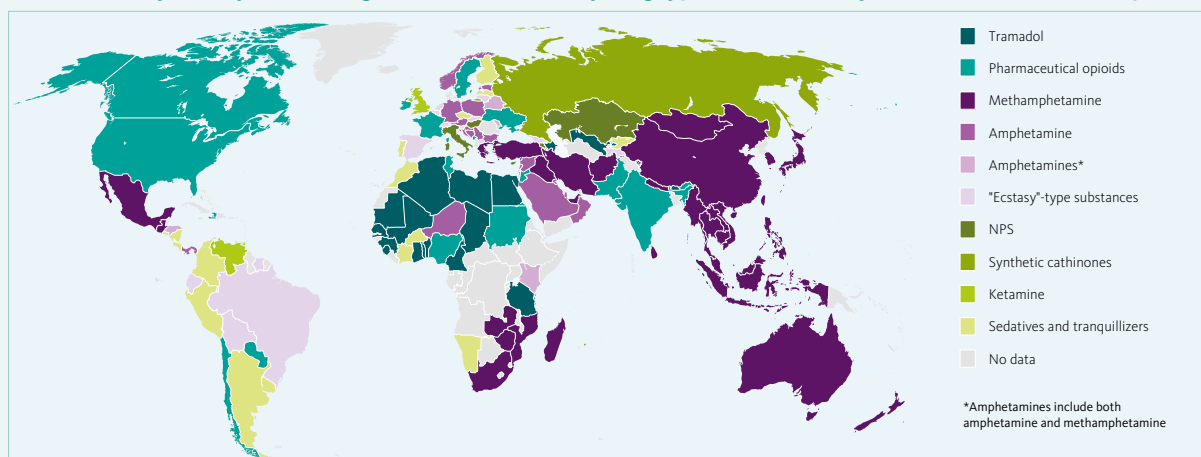 Tramadol
Pharmaceutical opioids
Methamphetamine
Amphetamine
Amphetamines*
"Ecstasy"-type substances
NPS
Synthetic cathinones
Ketamine
Sedatives and tranquillizers
No data
*Amphetamines include both
amphetamine and methamphetamine